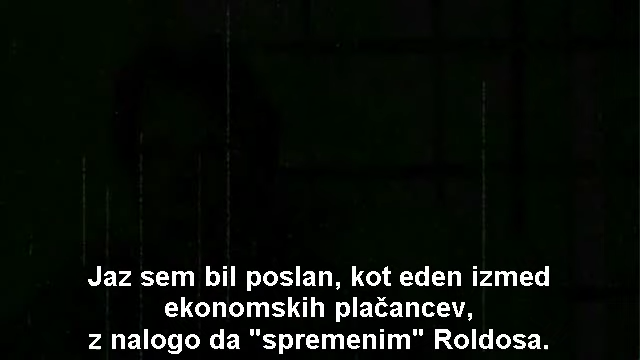 Jaz sem bil poslan, kot eden izmed
ekonomskih plačancev,
z nalogo da "spremenim" Roldosa.